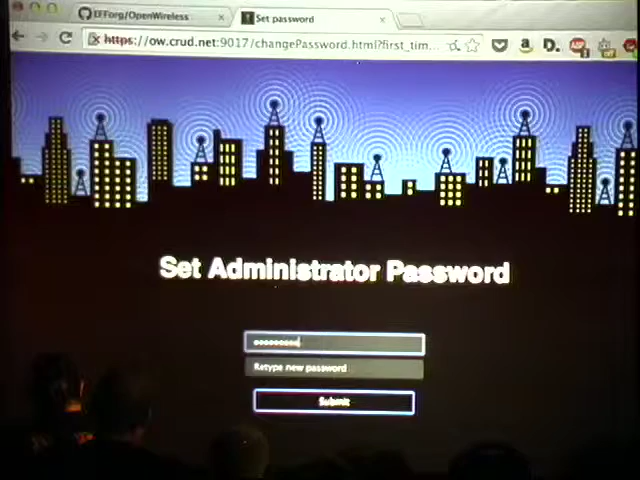 EFForg/OpenWireless
Set password
https://ow.crud.net:9017/changePassword.html?first_tim...
Set Administrator Password
Retype new password
Submit